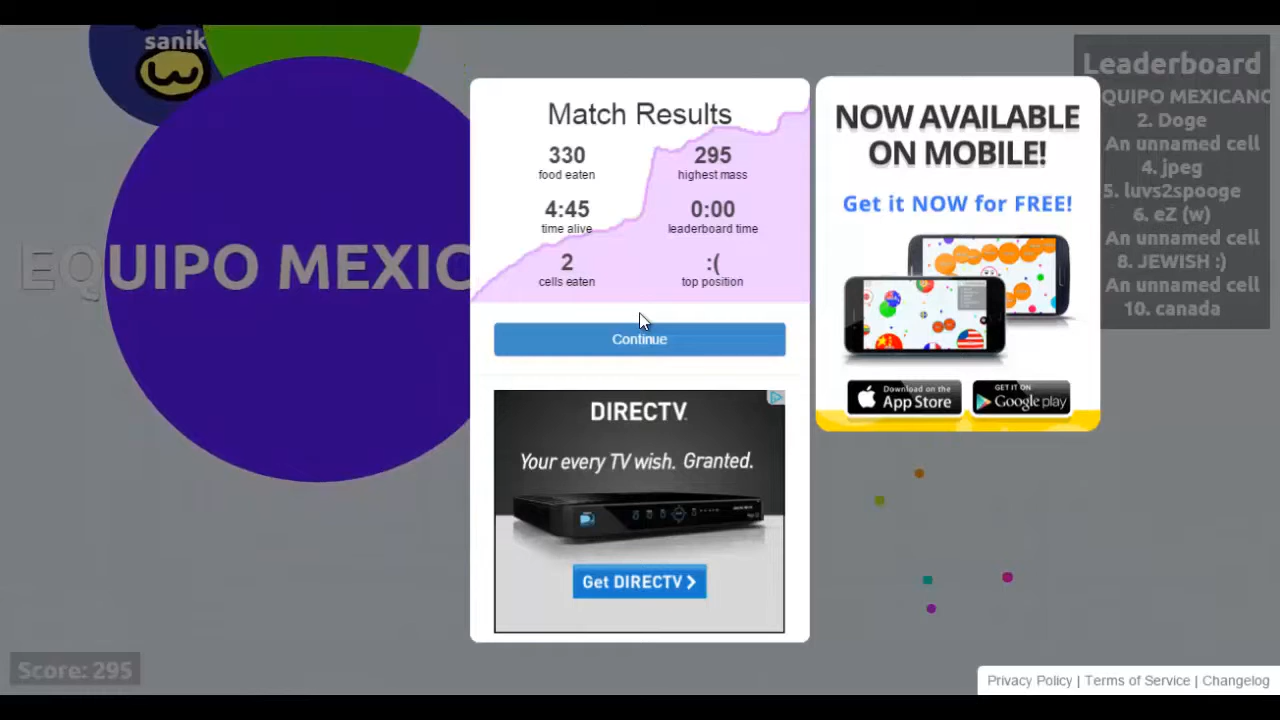 sanik
EQUIPO MEXIC
Match Results
330
food eaten
295
highest mass
4:45
time alive
0:00
leaderboard time
2
cells eaten
:(
top position
Continue
DIRECTV
Your every TV wish. Granted.
Get DIRECTV >
NOW AVAILABLE
ON MOBILE!
Get it NOW for FREE!
Download on the
App Store
GET IT ON
Google play
Leaderboard
QUIPO MEXICANO
2. Doge
An unnamed cell
4. jpeg
5. luvs2spooge
6. eZ (w)
An unnamed cell
8. JEWISH :)
An unnamed cell
10. canada
Score: 295
Privacy Policy | Terms of Service | Changelog